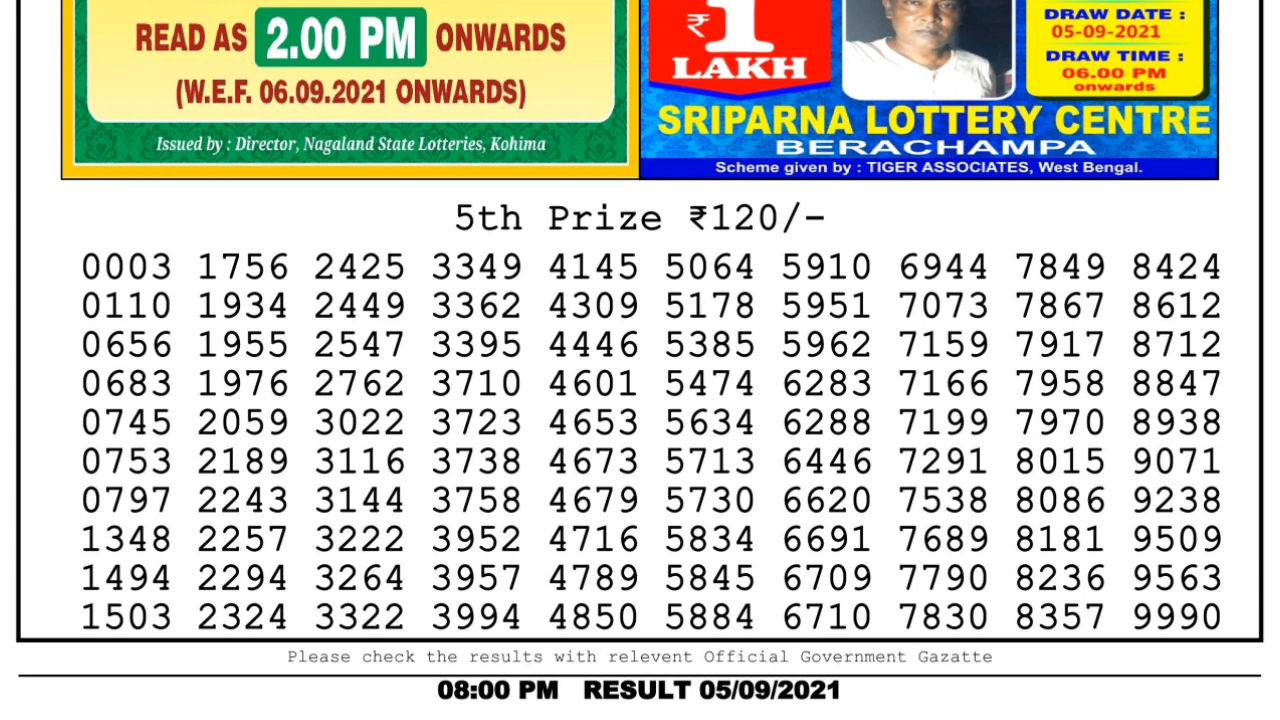 READ AS 2.00 PM ONWARDS
(W.E.F. 06.09.2021 ONWARDS)
Issued by : Director, Nagaland State Lotteries, Kohima
₹1
LAKH
DRAW DATE :
05-09-2021
DRAW TIME :
06.00 PM
onwards
SRIPARNA LOTTERY CENTRE
BERACHAMPA
Scheme given by : TIGER ASSOCIATES, West Bengal.
5th Prize ₹120/-
0003 1756 2425 3349 4145 5064 5910 6944 7849 8424
0110 1934 2449 3362 4309 5178 5951 7073 7867 8612
0656 1955 2547 3395 4446 5385 5962 7159 7917 8712
0683 1976 2762 3710 4601 5474 6283 7166 7958 8847
0745 2059 3022 3723 4653 5634 6288 7199 7970 8938
0753 2189 3116 3738 4673 5713 6446 7291 8015 9071
0797 2243 3144 3758 4679 5730 6620 7538 8086 9238
1348 2257 3222 3952 4716 5834 6691 7689 8181 9509
1494 2294 3264 3957 4789 5845 6709 7790 8236 9563
1503 2324 3322 3994 4850 5884 6710 7830 8357 9990
Please check the results with relevent Official Government Gazatte
08:00 PM RESULT 05/09/2021